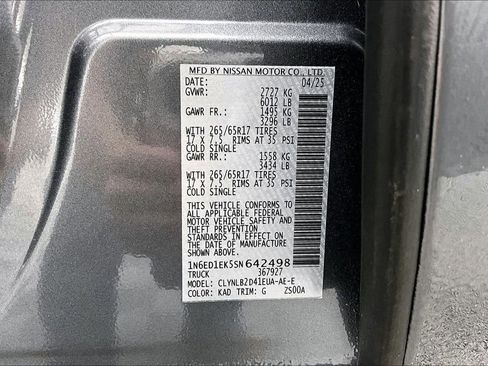 MFD BY NISSAN MOTOR CO., LTD.
DATE: 04/25
GVWR: 2727 KG
6012 LB
GAWR FR.: 1495 KG
3296 LB
WITH 265/65R17 TIRES
17 X 7.5 RIMS AT 35 PSI
COLD SINGLE
GAWR RR.: 1558 KG
3434 LB
WITH 265/65R17 TIRES
17 X 7.5 RIMS AT 35 PSI
COLD SINGLE
THIS VEHICLE CONFORMS TO
ALL APPLICABLE FEDERAL
MOTOR VEHICLE SAFETY AND
THEFT PREVENTION
STANDARDS IN EFFECT ON
THE DATE OF MANUFACTURE
SHOWN ABOVE.
1N6ED1EK5SN642498
TRUCK 367927
MODEL: CLYNLB2D41EUA-AE-E
COLOR: KAD TRIM: G ZS00A